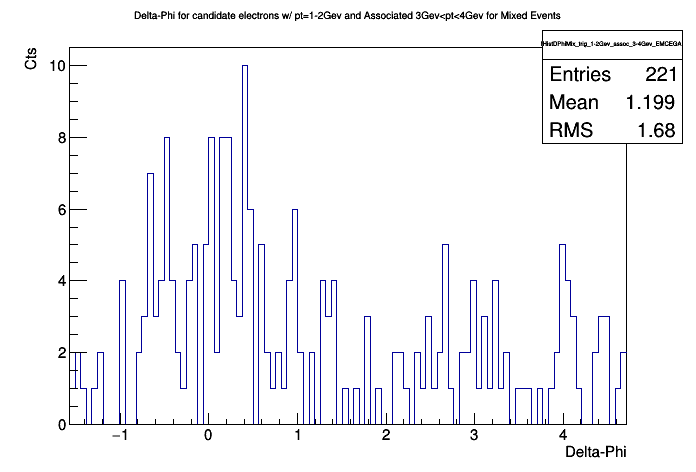 Delta-Phi for candidate electrons w/ pt=1-2Gev and Associated 3Gev<pt<4Gev for Mixed Events
Cts
HistDPhiMix_trig_1-2Gev_assoc_3-4Gev_EMCEGA
Entries 221
Mean 1.199
RMS 1.68
10
8
6
4
2
0
−1 0 1 2 3 4
Delta-Phi